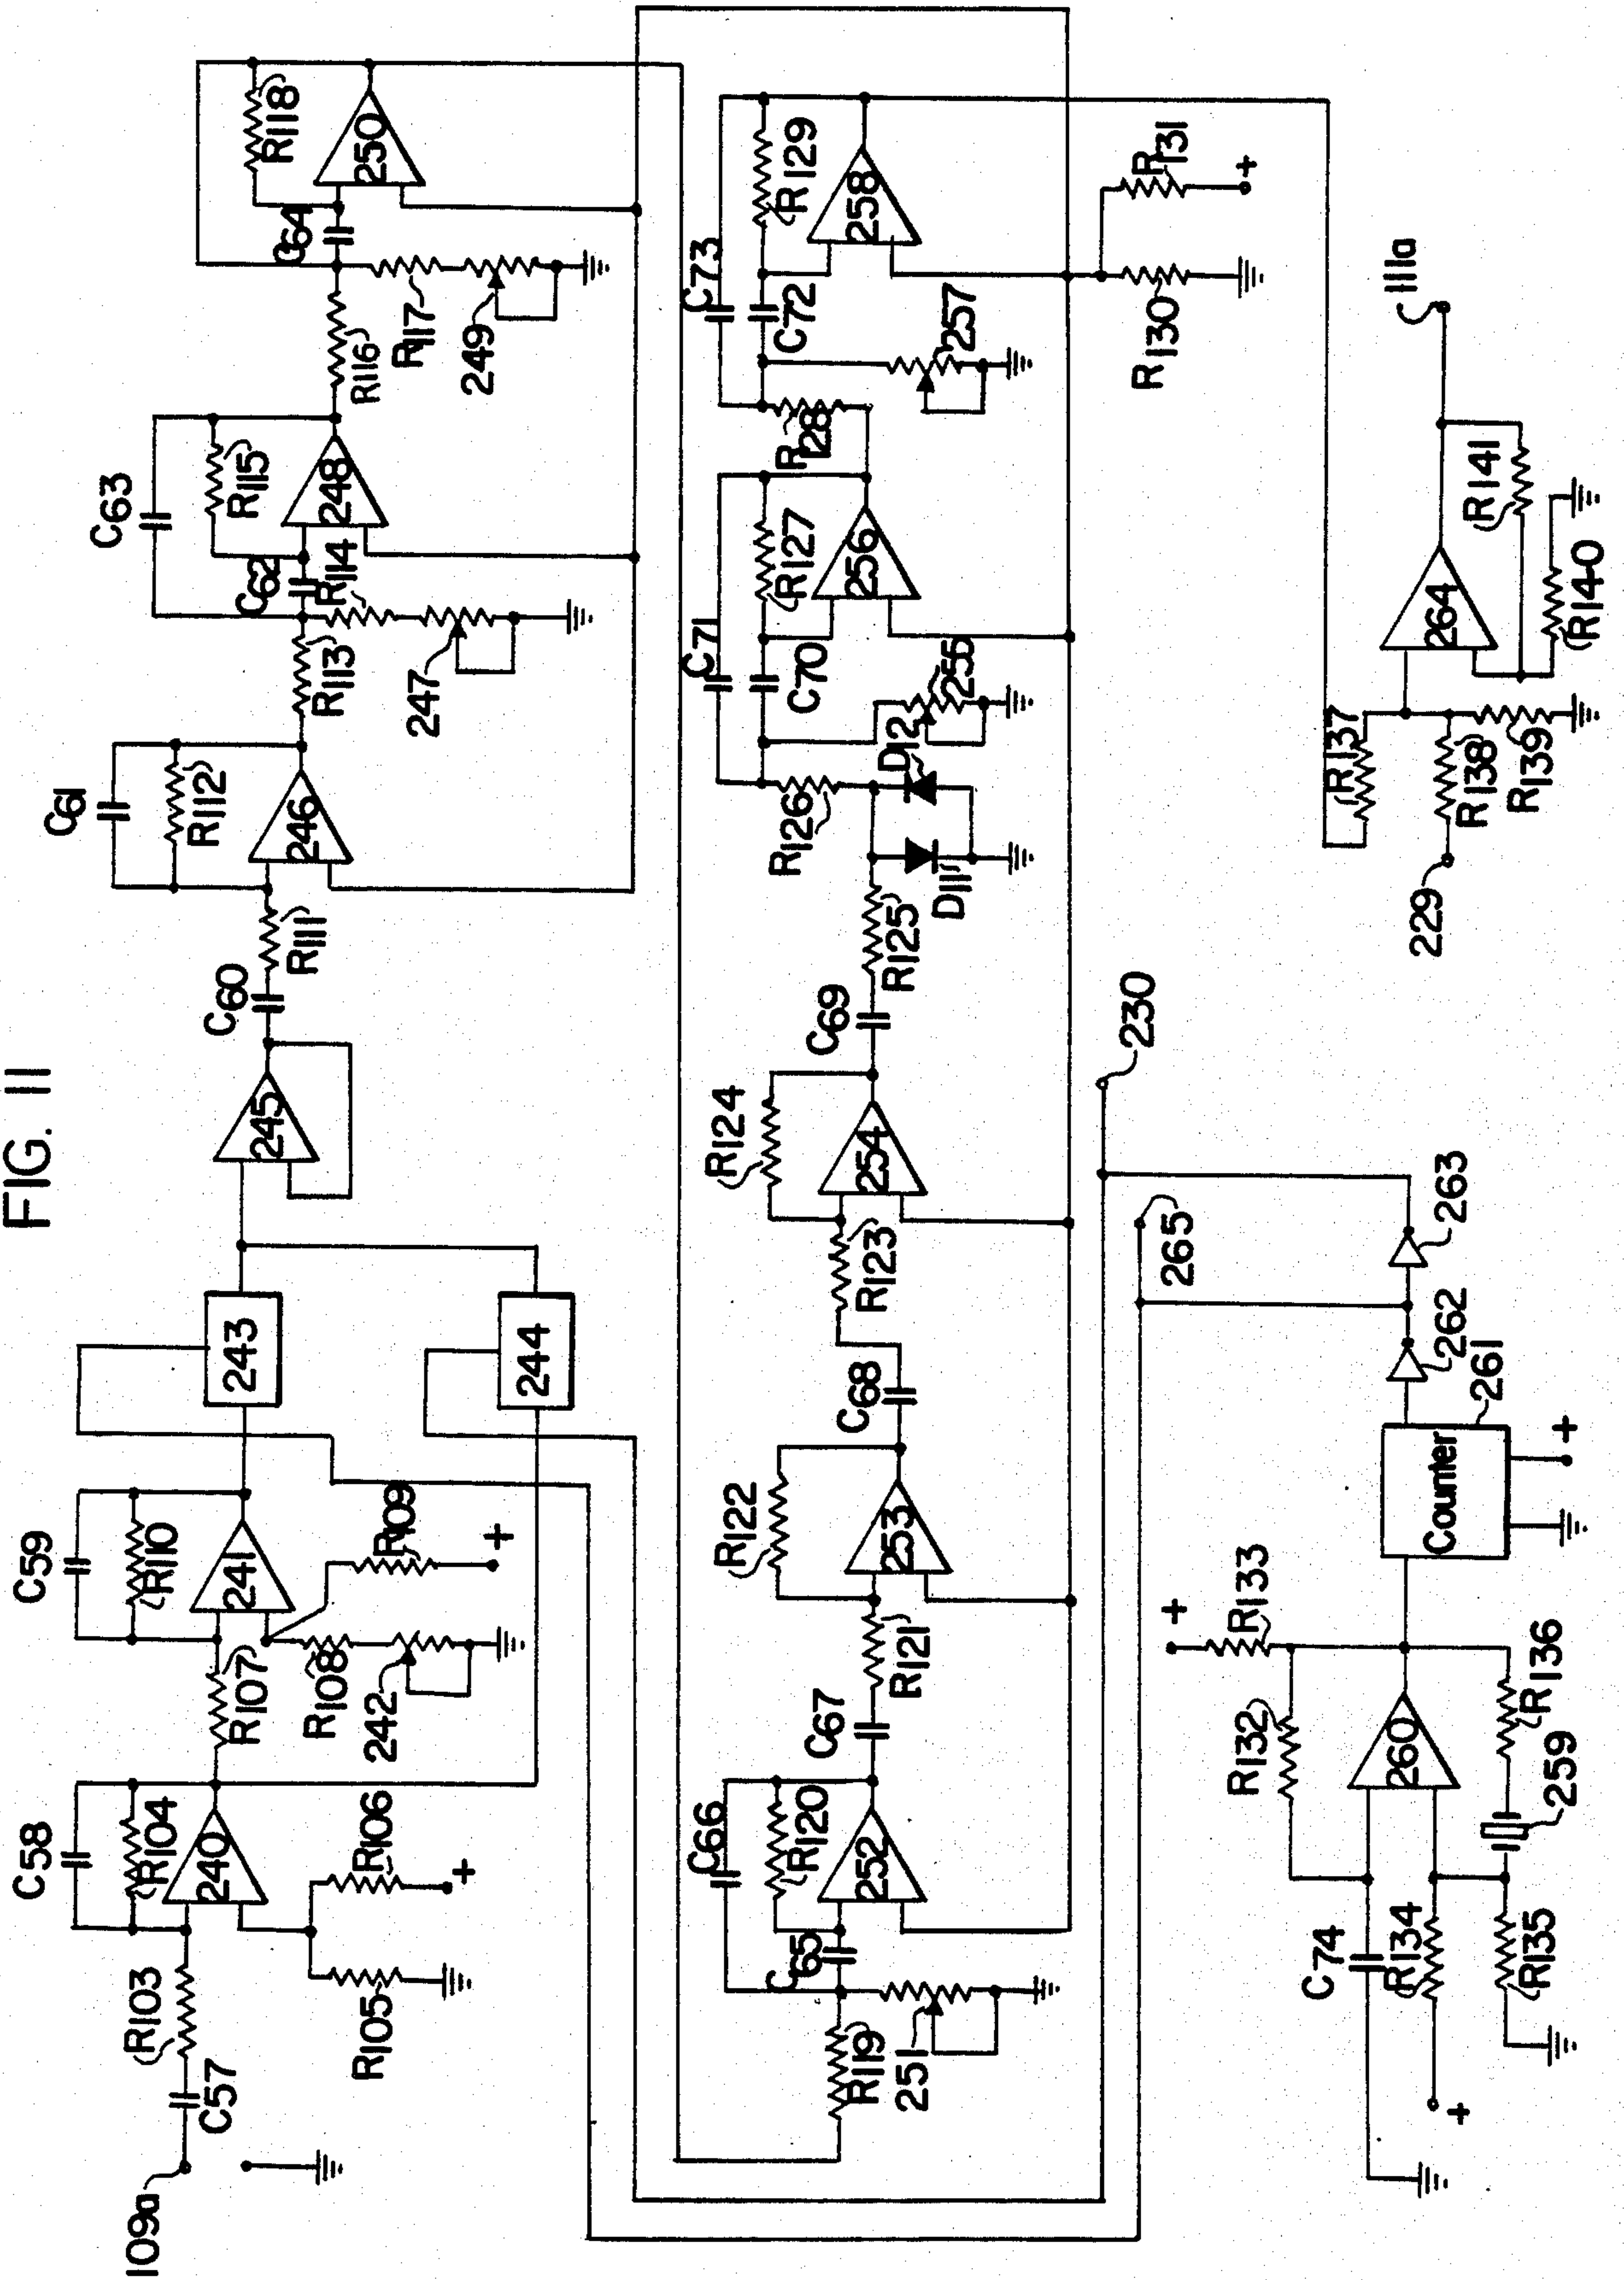 FIG. 11
109a
C57
R103
C58
R104
240
R105
R106
+
R107
C59
R110
241
R108
242
R109
+
243
244
245
C60
R111
C61
R112
246
R113
C63
C62
R114
R115
248
247
R116
C64
R117
249
R118
250
R119
251
C65
C66
R120
252
C67
R121
R122
253
C68
R123
R124
254
C69
R125
D11
D12
R126
C71
C70
255
R127
256
R128
C73
C72
257
R129
258
R130
R131
+
230
265
C74
R134
+
R135
R132
R133
+
260
259
R136
Counter
261
+
262
263
229
R137
R138
R139
264
R140
R141
111a